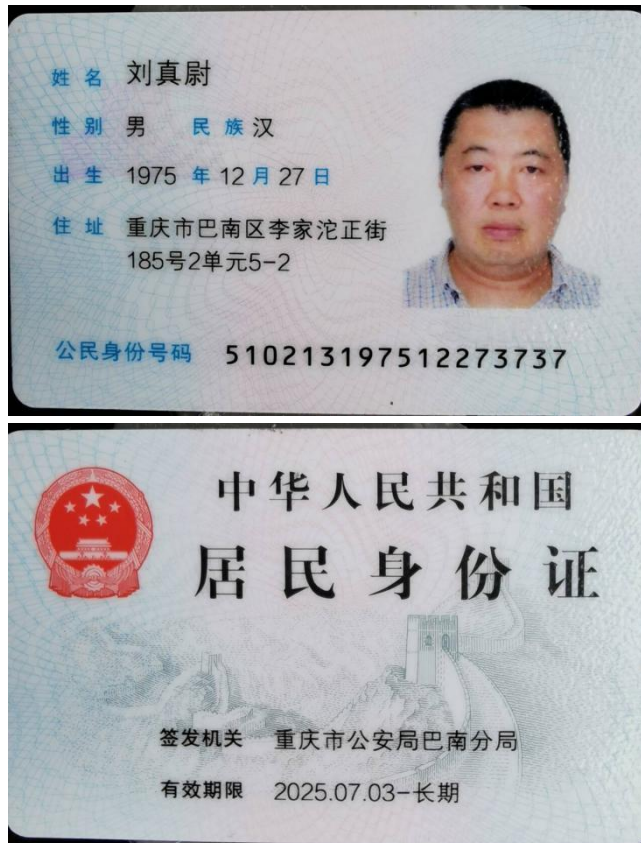 姓名 刘真尉
性别 男 民族 汉
出生 1975 年 12 月 27 日
住址 重庆市巴南区李家沱正街
185号2单元5-2
公民身份号码 510213197512273737
中华人民共和国
居民身份证
签发机关 重庆市公安局巴南分局
有效期限 2025.07.03-长期